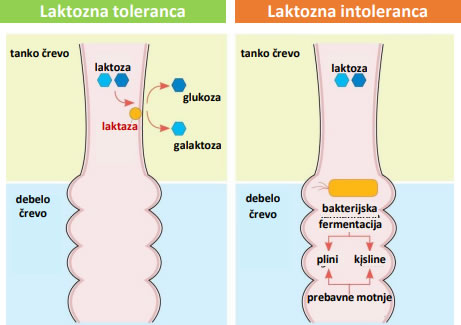 Laktozna toleranca
tanko črevo
laktoza
glukoza
laktaza
galaktoza
debelo
črevo
Laktozna intoleranca
tanko črevo
laktoza
debelo
črevo
bakterijska
fermentacija
plini
kisline
prebavne motnje